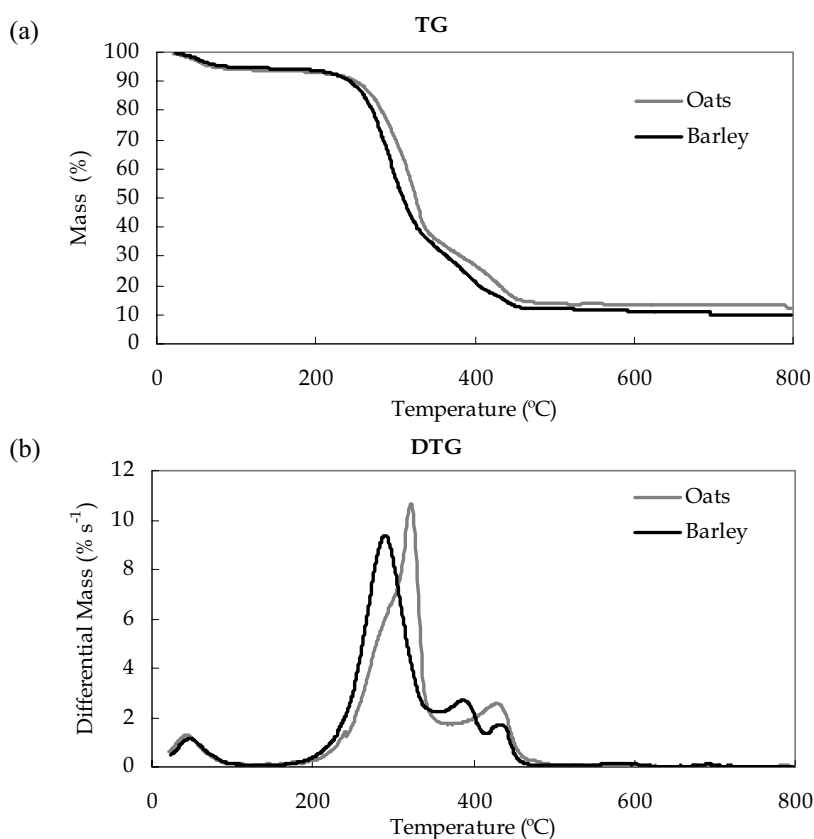 (a)
TG
100
90
80
70
60
50
40
30
20
10
0
Mass (%)
Oats
Barley
0 200 400 600 800
Temperature (ºC)
(b)
DTG
12
10
8
6
4
2
0
Differential Mass (% s-1)
Oats
Barley
0 200 400 600 800
Temperature (ºC)